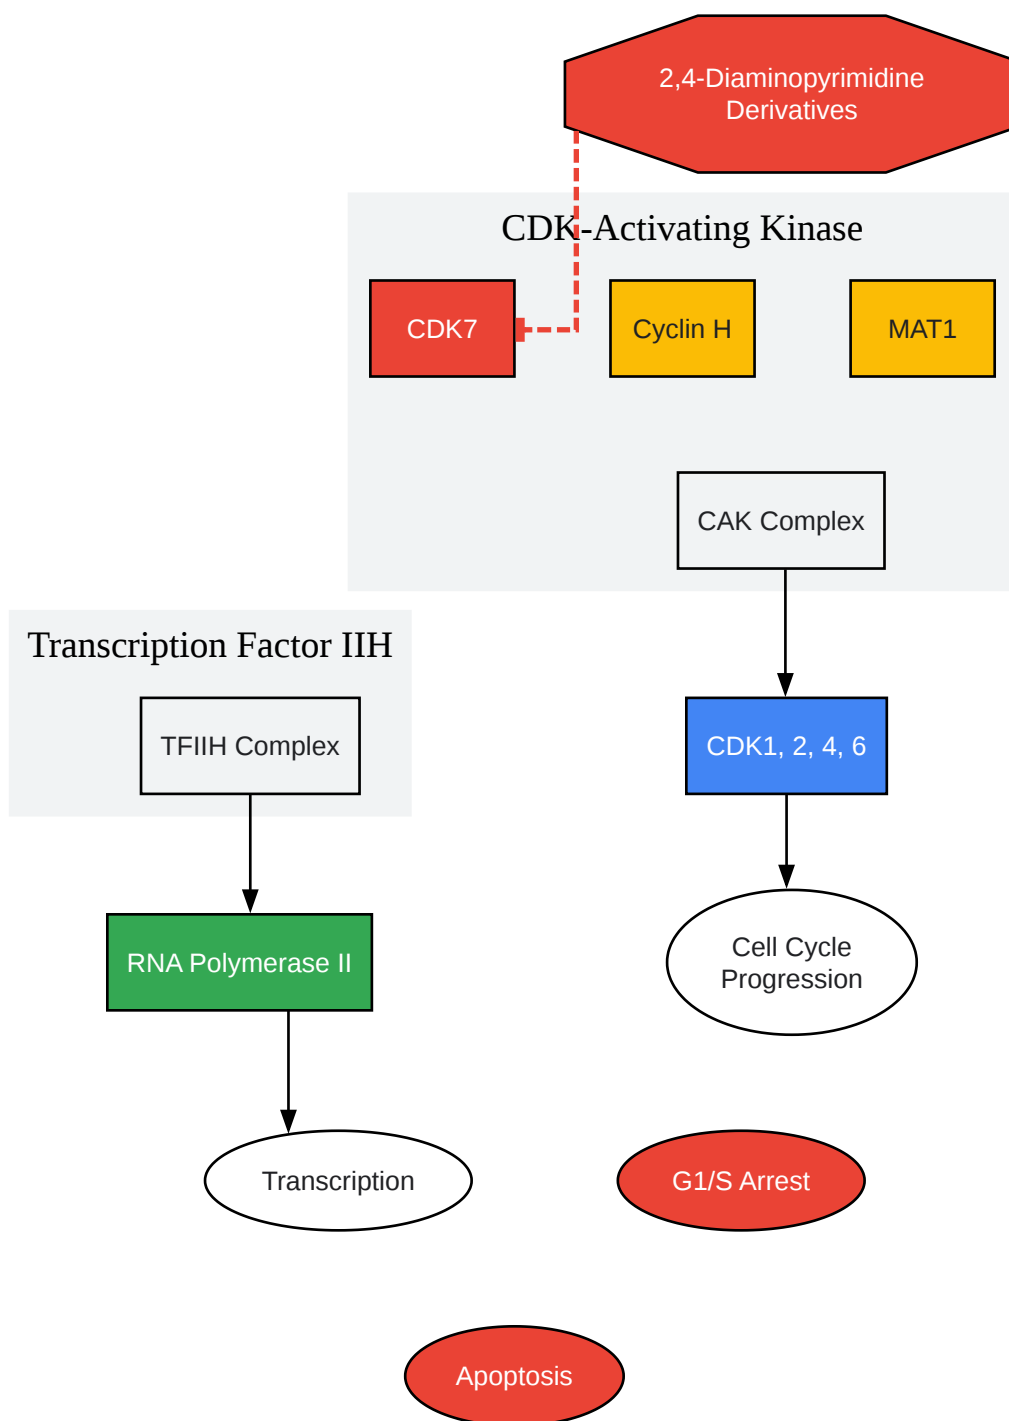 2,4-Diaminopyrimidine
Derivatives
CDK-Activating Kinase
CDK7
Cyclin H
MAT1
CAK Complex
Transcription Factor IIH
TFIIH Complex
CDK1, 2, 4, 6
RNA Polymerase II
Cell Cycle
Progression
Transcription
G1/S Arrest
Apoptosis